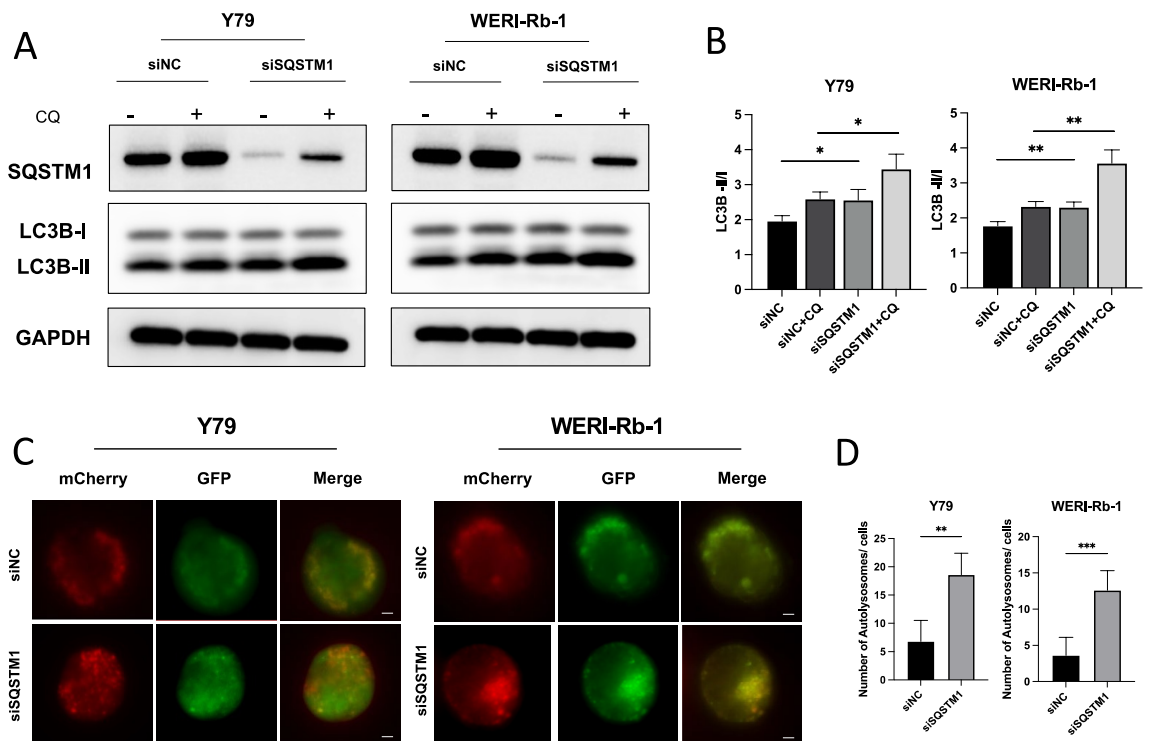 A
Y79
WERI-Rb-1
siNC siSQSTM1 siNC siSQSTM1
CQ - + - + - + - +
SQSTM1
LC3B-I
LC3B-II
GAPDH
B
Y79
LC3B -II/I
5
4
3
2
1
0
* *
siNC siNC+CQ siSQSTM1 siSQSTM1+CQ
WERI-Rb-1
LC3B -II/I
5
4
3
2
1
0
** **
siNC siNC+CQ siSQSTM1 siSQSTM1+CQ
C
Y79 WERI-Rb-1
mCherry GFP Merge mCherry GFP Merge
siNC siNC
siSQSTM1 siSQSTM1
D
Y79
Number of Autolysosomes/ cells
25
20
15
10
5
0
**
siNC siSQSTM1
WERI-Rb-1
Number of Autolysosomes/ cells
20
15
10
5
0
***
siNC siSQSTM1